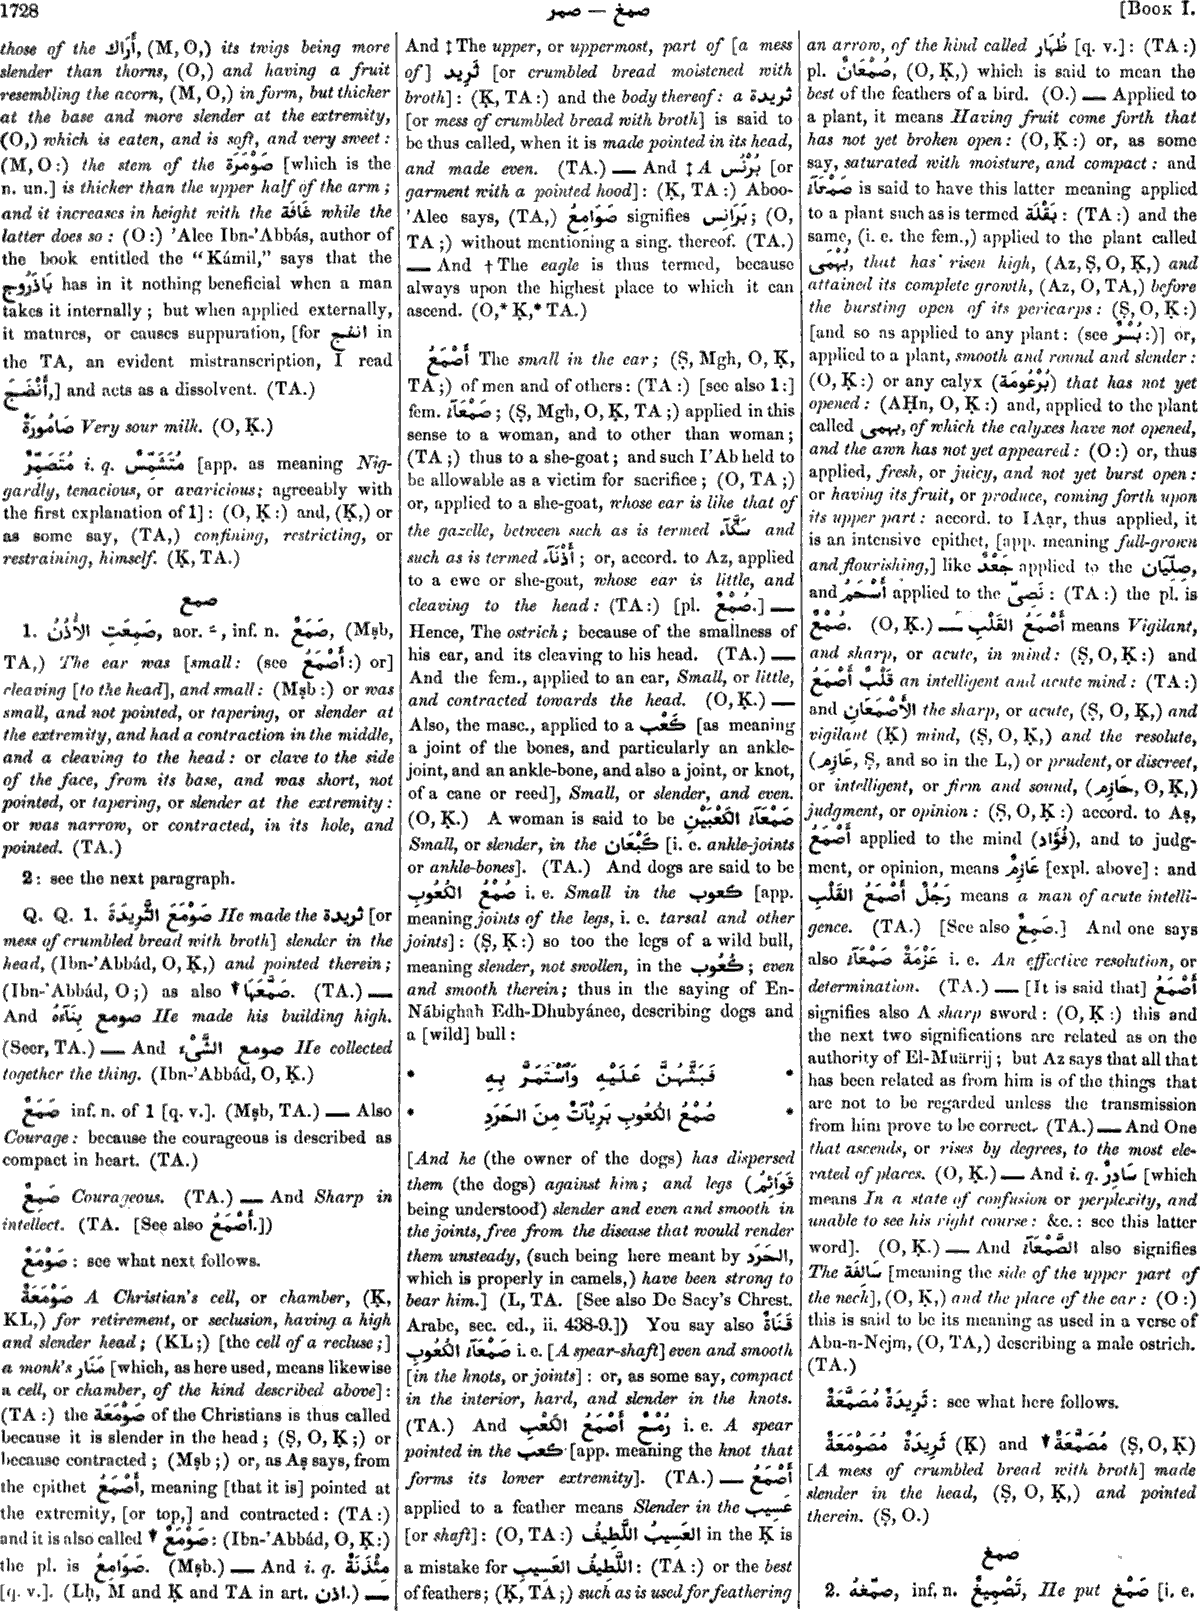 1728
صمغ — صمر
[BOOK I.
those of the أَرَاك, (M, O,) its twigs being more
slender than thorns, (O,) and having a fruit
resembling the acorn, (M, O,) in form, but thicker
at the base and more slender at the extremity,
(O,) which is eaten, and is soft, and very sweet:
(M, O:) the stem of the صَوْمَرَة [which is the
n. un.] is thicker than the upper half of the arm;
and it increases in height with the غَافَة while the
latter does so: (O:) 'Alee Ibn-'Abbás, author of
the book entitled the "Kámil," says that the
بَاذَرُوج has in it nothing beneficial when a man
takes it internally; but when applied externally,
it matures, or causes suppuration, [for انفج in
the TA, an evident mistranscription, I read
أَنْضَجَ,] and acts as a dissolvent. (TA.)
صَامُورَةٌ Very sour milk. (O, Ḳ.)
مُتَصَمِّرٌ i. q. مُتَشَمِّسٌ [app. as meaning Nig-
gardly, tenacious, or avaricious; agreeably with
the first explanation of 1]: (O, Ḳ:) and, (Ḳ,) or
as some say, (TA,) confining, restricting, or
restraining, himself. (Ḳ, TA.)
صمع
1. صَمِعَتِ الأُذُنُ, aor. ـَ, inf. n. صَمَعٌ, (Mṣb,
TA,) The ear was [small: (see أَصْمَعُ:) or]
cleaving [to the head], and small: (Mṣb:) or was
small, and not pointed, or tapering, or slender at
the extremity, and had a contraction in the middle,
and a cleaving to the head: or clave to the side
of the face, from its base, and was short, not
pointed, or tapering, or slender at the extremity:
or was narrow, or contracted, in its hole, and
pointed. (TA.)
2: see the next paragraph.
Q. Q. 1. صَوْمَعَ الثَّرِيدَةَ He made the ثريدة [or
mess of crumbled bread with broth] slender in the
head, (Ibn-'Abbád, O, Ḳ,) and pointed therein;
(Ibn-'Abbád, O;) as also ▼ صَمَّعَهَا. (TA.) —
And صومع بِنَاءَهُ He made his building high.
(Seer, TA.) — And صومع الشَّىْءَ He collected
together the thing. (Ibn-'Abbád, O, Ḳ.)
صَمَعٌ inf. n. of 1 [q. v.]. (Mṣb, TA.) — Also
Courage: because the courageous is described as
compact in heart. (TA.)
صَمِعٌ Courageous. (TA.) — And Sharp in
intellect. (TA. [See also أَصْمَعُ.])
صَوْمَعٌ: see what next follows.
صَوْمَعَةٌ A Christian's cell, or chamber, (Ḳ,
KL,) for retirement, or seclusion, having a high
and slender head; (KL;) [the cell of a recluse;]
a monk's مَنَار [which, as here used, means likewise
a cell, or chamber, of the kind described above]:
(TA:) the صَوْمَعَة of the Christians is thus called
because it is slender in the head; (Ṣ, O, Ḳ;) or
because contracted; (Mṣb;) or, as Aṣ says, from
the epithet أَصْمَعُ, meaning [that it is] pointed at
the extremity, [or top,] and contracted: (TA:)
and it is also called ▼ صَوْمَعٌ: (Ibn-'Abbád, O, Ḳ:)
the pl. is صَوَامِعُ. (Mṣb.) — And i. q. مِئْذَنَةٌ
[q. v.]. (Lḥ, M and Ḳ and TA in art. اذن.) —
And ‡ The upper, or uppermost, part of [a mess
of] ثَرِيد [or crumbled bread moistened with
broth]: (Ḳ, TA:) and the body thereof: a ثريدة
[or mess of crumbled bread with broth] is said to
be thus called, when it is made pointed in its head,
and made even. (TA.) — And ‡ A بُرْنُس [or
garment with a pointed hood]: (Ḳ, TA:) Aboo-
'Alee says, (TA,) صَوَامِعُ signifies بَرَانِس; (O,
TA;) without mentioning a sing. thereof. (TA.)
— And † The eagle is thus termed, because
always upon the highest place to which it can
ascend. (O,* Ḳ,* TA.)
أَصْمَعُ The small in the ear; (Ṣ, Mgh, O, Ḳ,
TA;) of men and of others: (TA:) [see also 1:]
fem. صَمْعَآءُ; (Ṣ, Mgh, O, Ḳ, TA;) applied in this
sense to a woman, and to other than woman;
(TA;) thus to a she-goat; and such I'Ab held to
be allowable as a victim for sacrifice; (O, TA;)
or, applied to a she-goat, whose ear is like that of
the gazelle, between such as is termed سَكَّآءُ and
such as is termed أَذْنَآءُ; or, accord. to Az, applied
to a ewe or she-goat, whose ear is little, and
cleaving to the head: (TA:) [pl. صُمْعٌ.] —
Hence, The ostrich; because of the smallness of
his ear, and its cleaving to his head. (TA.) —
And the fem., applied to an ear, Small, or little,
and contracted towards the head. (O, Ḳ.) —
Also, the masc., applied to a كَعْب [as meaning
a joint of the bones, and particularly an ankle-
joint, and an ankle-bone, and also a joint, or knot,
of a cane or reed], Small, or slender, and even.
(O, Ḳ.) A woman is said to be صَمْعَآءُ الكَعْبَيْنِ
Small, or slender, in the كَعْبَان [i. e. ankle-joints
or ankle-bones]. (TA.) And dogs are said to be
صُمْعُ الكُعُوبِ i. e. Small in the كعوب [app.
meaning joints of the legs, i. e. tarsal and other
joints]: (Ṣ, Ḳ:) so too the legs of a wild bull,
meaning slender, not swollen, in the كُعُوب; even
and smooth therein; thus in the saying of En-
Nábighah Edh-Dhubyánee, describing dogs and
a [wild] bull:
* فَبَثَّهُنَّ عَلَيْهِ وَٱسْتَمَرَّ بِهِ *
* صُمْعُ الكُعُوبِ بَرِيْآتٌ مِنَ الحَرَدِ *
[And he (the owner of the dogs) has dispersed
them (the dogs) against him; and legs (قَوَائِمُ
being understood) slender and even and smooth in
the joints, free from the disease that would render
them unsteady, (such being here meant by الحَرَد,
which is properly in camels,) have been strong to
bear him.] (L, TA. [See also De Sacy's Chrest.
Arabe, sec. ed., ii. 438-9.]) You say also قَنَاةٌ
صَمْعَآءُ الكُعُوبِ i. e. [A spear-shaft] even and smooth
[in the knots, or joints]: or, as some say, compact
in the interior, hard, and slender in the knots.
(TA.) And رُمْحٌ أَصْمَعُ الكَعْبِ i. e. A spear
pointed in the كعب [app. meaning the knot that
forms its lower extremity]. (TA.) — أَصْمَعُ
applied to a feather means Slender in the عَسِيب
[or shaft]: (O, TA:) العَسِيبُ اللَّطِيفُ in the Ḳ is
a mistake for اللَّطِيفُ العَسِيبِ: (TA:) or the best
of feathers; (Ḳ, TA;) such as is used for feathering
an arrow, of the kind called ظُهَار [q. v.]: (TA:)
pl. صُمْعَانٌ, (O, Ḳ,) which is said to mean the
best of the feathers of a bird. (O.) — Applied to
a plant, it means Having fruit come forth that
has not yet broken open: (O, Ḳ:) or, as some
say, saturated with moisture, and compact: and
صَمْعَآءُ is said to have this latter meaning applied
to a plant such as is termed بَقْلَة: (TA:) and the
same, (i. e. the fem.,) applied to the plant called
بُهْمَى, that has risen high, (Az, Ṣ, O, Ḳ,) and
attained its complete growth, (Az, O, TA,) before
the bursting open of its pericarps: (Ṣ, O, Ḳ:)
[and so as applied to any plant: (see بُسْرٌ:)] or,
applied to a plant, smooth and round and slender:
(O, Ḳ:) or any calyx (بُرْعُومَة) that has not yet
opened: (AḤn, O, Ḳ:) and, applied to the plant
called بهمى, of which the calyxes have not opened,
and the awn has not yet appeared: (O:) or, thus
applied, fresh, or juicy, and not yet burst open:
or having its fruit, or produce, coming forth upon
its upper part: accord. to IAạr, thus applied, it
is an intensive epithet, [app. meaning full-grown
and flourishing,] like جَعْدٌ applied to the صِلِّيَان,
and أَسْحَمُ applied to the نَصِىّ: (TA:) the pl. is
صُمْعٌ. (O, Ḳ.) — أَصْمَعُ القَلْبِ means Vigilant,
and sharp, or acute, in mind: (Ṣ, O, Ḳ:) and
قَلْبٌ أَصْمَعُ an intelligent and acute mind: (TA:)
and الأَصْمَعَانِ the sharp, or acute, (Ṣ, O, Ḳ,) and
vigilant (Ḳ) mind, (Ṣ, O, Ḳ,) and the resolute,
(عَازِم, Ṣ, and so in the L,) or prudent, or discreet,
or intelligent, or firm and sound, (حَازِم, O, Ḳ,)
judgment, or opinion: (Ṣ, O, Ḳ:) accord. to Aṣ,
أَصْمَعُ applied to the mind (فُؤَاد), and to judg-
ment, or opinion, means عَازِمٌ [expl. above]: and
رَجُلٌ أَصْمَعُ القَلْبِ means a man of acute intelli-
gence. (TA.) [See also صَمِعٌ.] And one says
also عَزْمَةٌ صَمْعَآءُ i. e. An effective resolution, or
determination. (TA.) — [It is said that] أَصْمَعُ
signifies also A sharp sword: (O, Ḳ:) this and
the next two significations are related as on the
authority of El-Muärrij; but Az says that all that
has been related as from him is of the things that
are not to be regarded unless the transmission
from him prove to be correct. (TA.) — And One
that ascends, or rises by degrees, to the most ele-
vated of places. (O, Ḳ.) — And i. q. سَادِرٌ [which
means In a state of confusion or perplexity, and
unable to see his right course: &c.: see this latter
word]. (O, Ḳ.) — And الصَّمْعَآءُ also signifies
The سَالِفَة [meaning the side of the upper part of
the neck], (O, Ḳ,) and the place of the ear: (O:)
this is said to be its meaning as used in a verse of
Abu-n-Nejm, (O, TA,) describing a male ostrich.
(TA.)
ثَرِيدَةٌ مُصَمَّعَةٌ: see what here follows.
ثَرِيدَةٌ مُصَوْمَعَةٌ (Ḳ) and ▼ مُصَمَّعَةٌ (Ṣ, O, Ḳ)
[A mess of crumbled bread with broth] made
slender in the head, (Ṣ, O, Ḳ,) and pointed
therein. (Ṣ, O.)
صمغ
2. صمّغهُ, inf. n. تَصْمِيغٌ, He put صَمْغ [i. e.